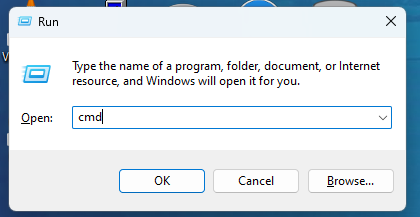 Run
Type the name of a program, folder, document, or Internet
resource, and Windows will open it for you.
Open: cmd
OK Cancel Browse...